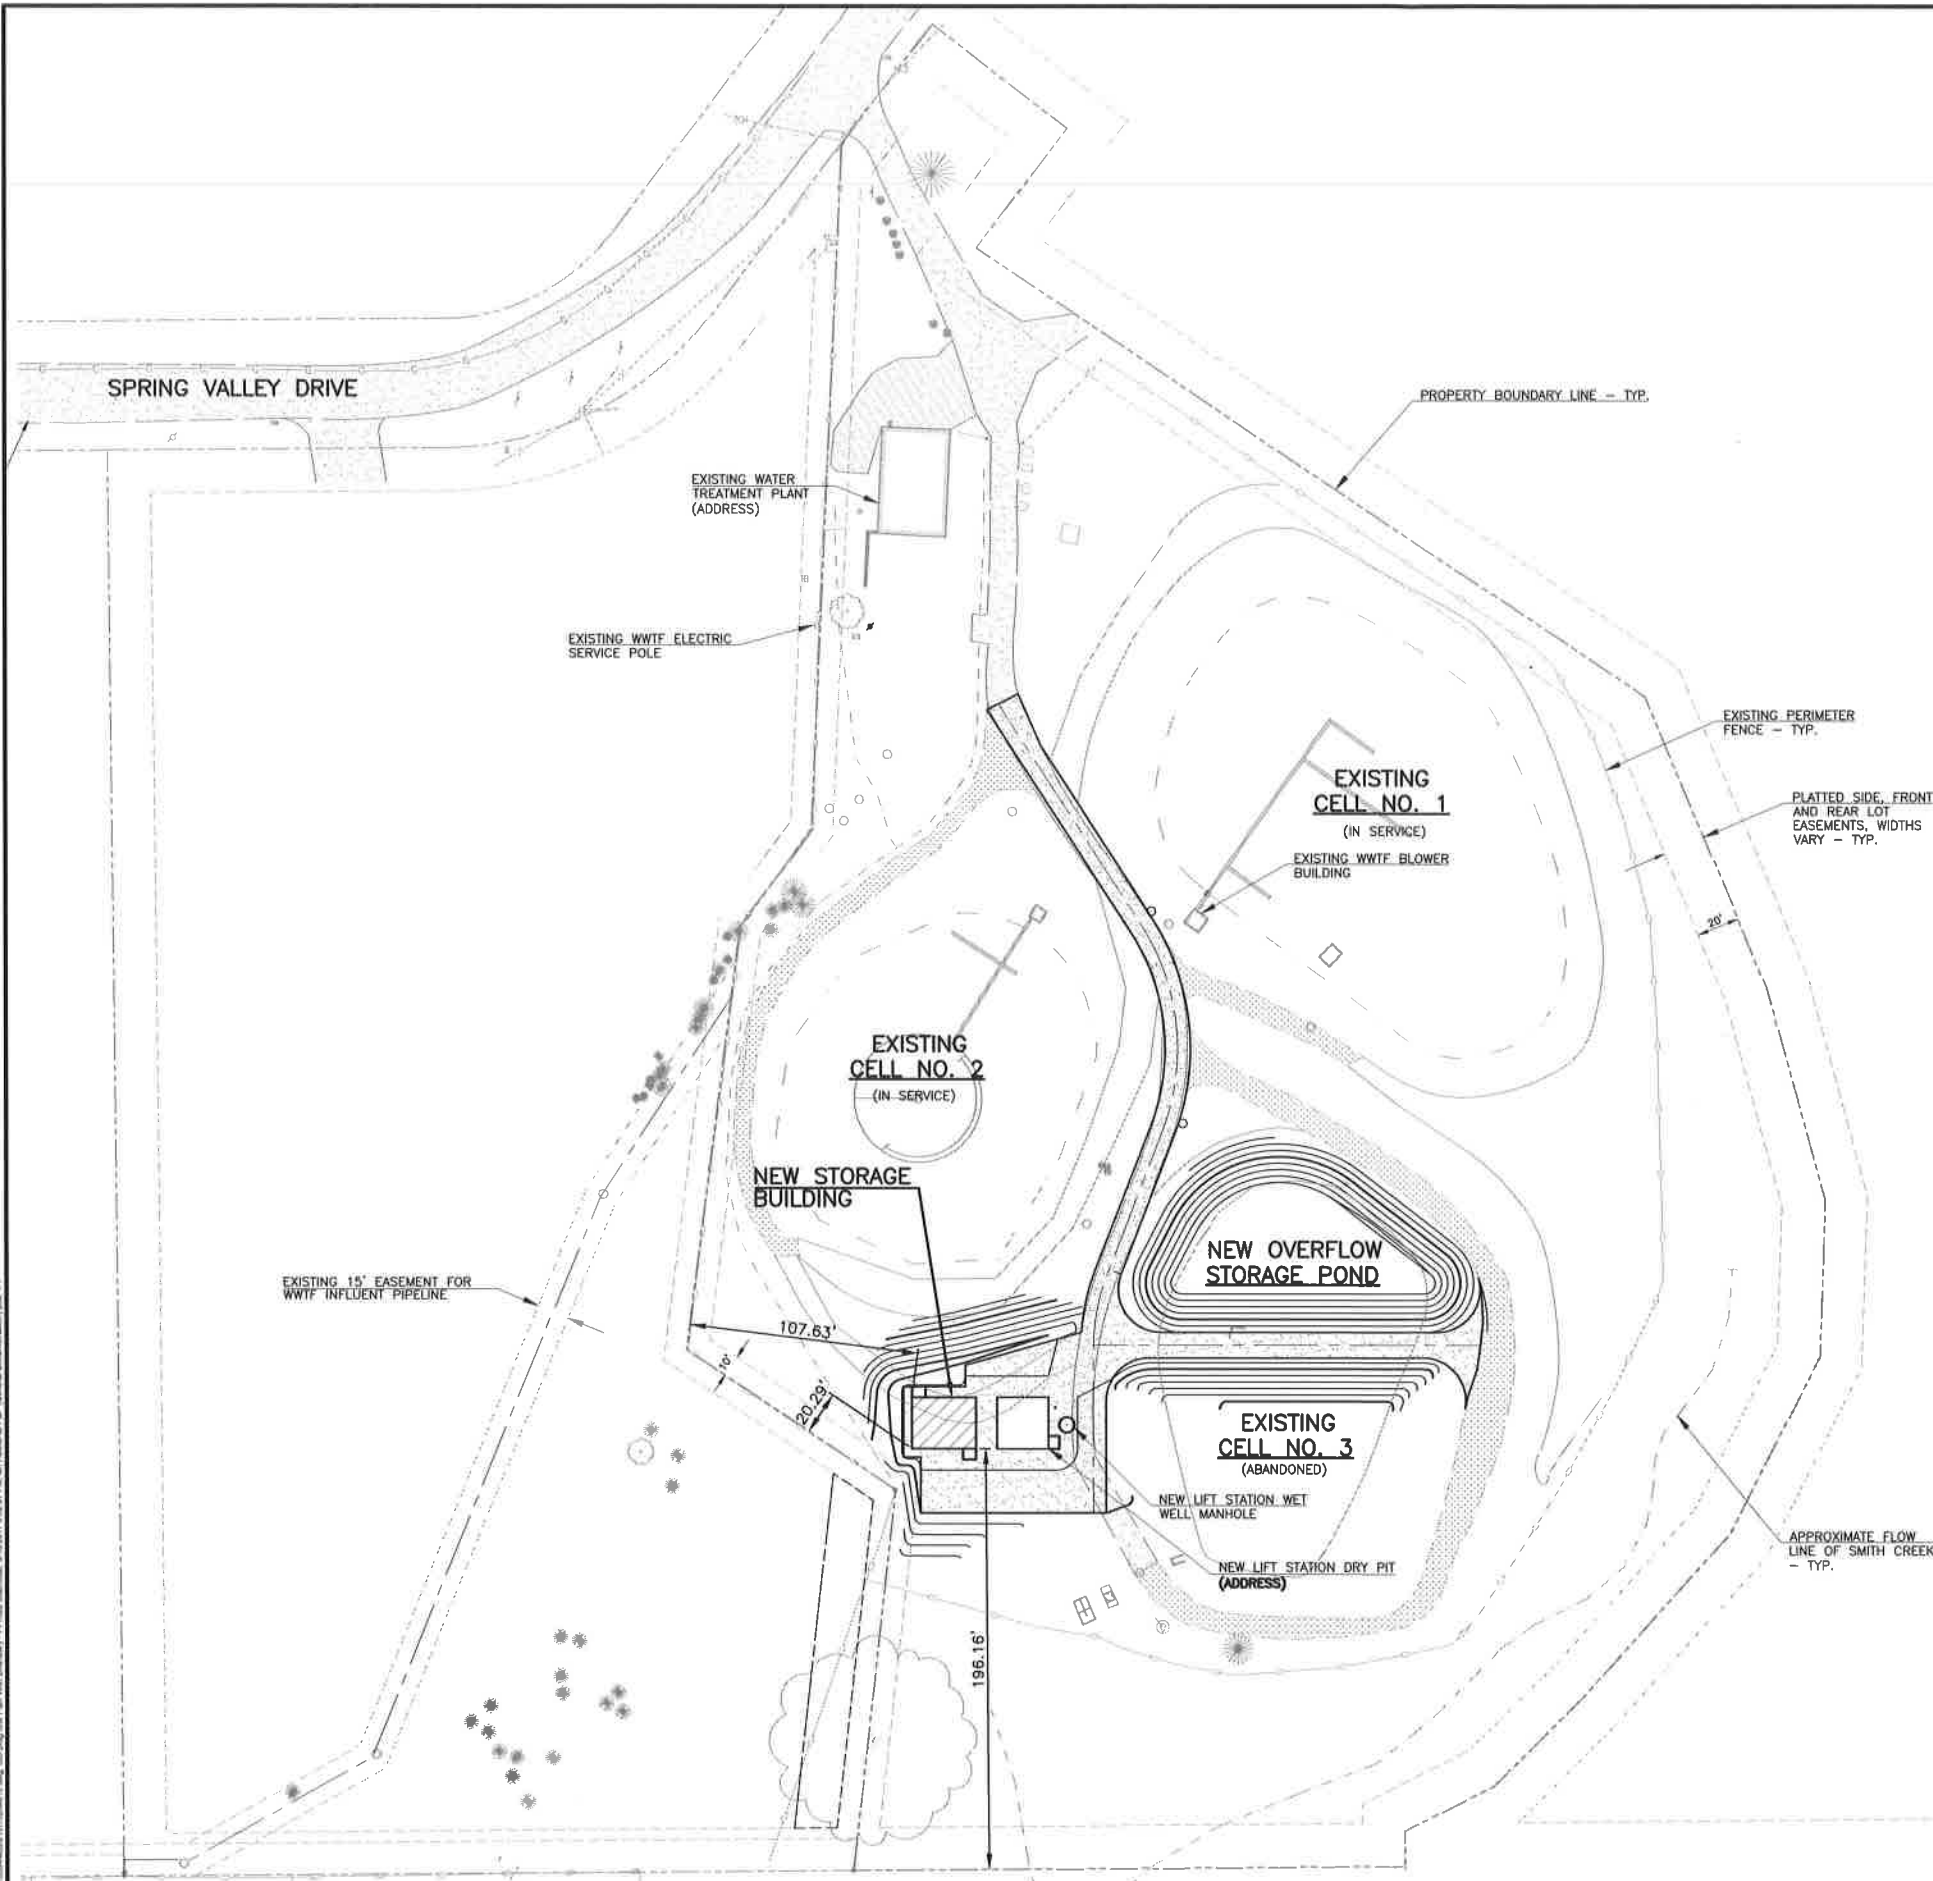 SPRING VALLEY DRIVE
PROPERTY BOUNDARY LINE – TYP.
EXISTING WATER
TREATMENT PLANT
(ADDRESS)
EXISTING WWTF ELECTRIC
SERVICE POLE
EXISTING PERIMETER
FENCE – TYP.
EXISTING
CELL NO. 1
(IN SERVICE)
PLATTED SIDE, FRONT
AND REAR LOT
EASEMENTS, WIDTHS
VARY – TYP.
EXISTING WWTF BLOWER
BUILDING
20'
EXISTING
CELL NO. 2
(IN SERVICE)
NEW STORAGE
BUILDING
NEW OVERFLOW
STORAGE POND
EXISTING 15' EASEMENT FOR
WWTF INFLUENT PIPELINE
107.63'
10'
20.29'
EXISTING
CELL NO. 3
(ABANDONED)
NEW LIFT STATION WET
WELL MANHOLE
APPROXIMATE FLOW
LINE OF SMITH CREEK
– TYP.
NEW LIFT STATION DRY PIT
(ADDRESS)
196.16'